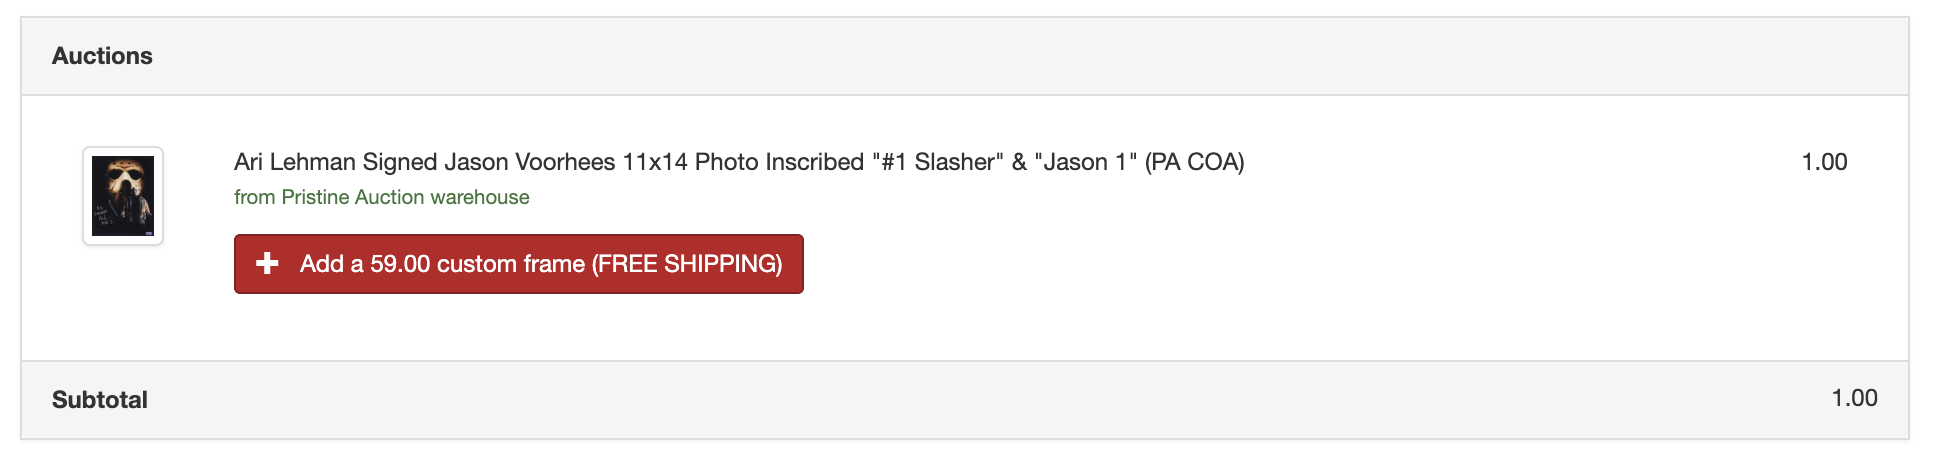 Auctions
Ari Lehman Signed Jason Voorhees 11x14 Photo Inscribed "#1 Slasher" & "Jason 1" (PA COA)
1.00
from Pristine Auction warehouse
Add a 59.00 custom frame (FREE SHIPPING)
Subtotal
1.00